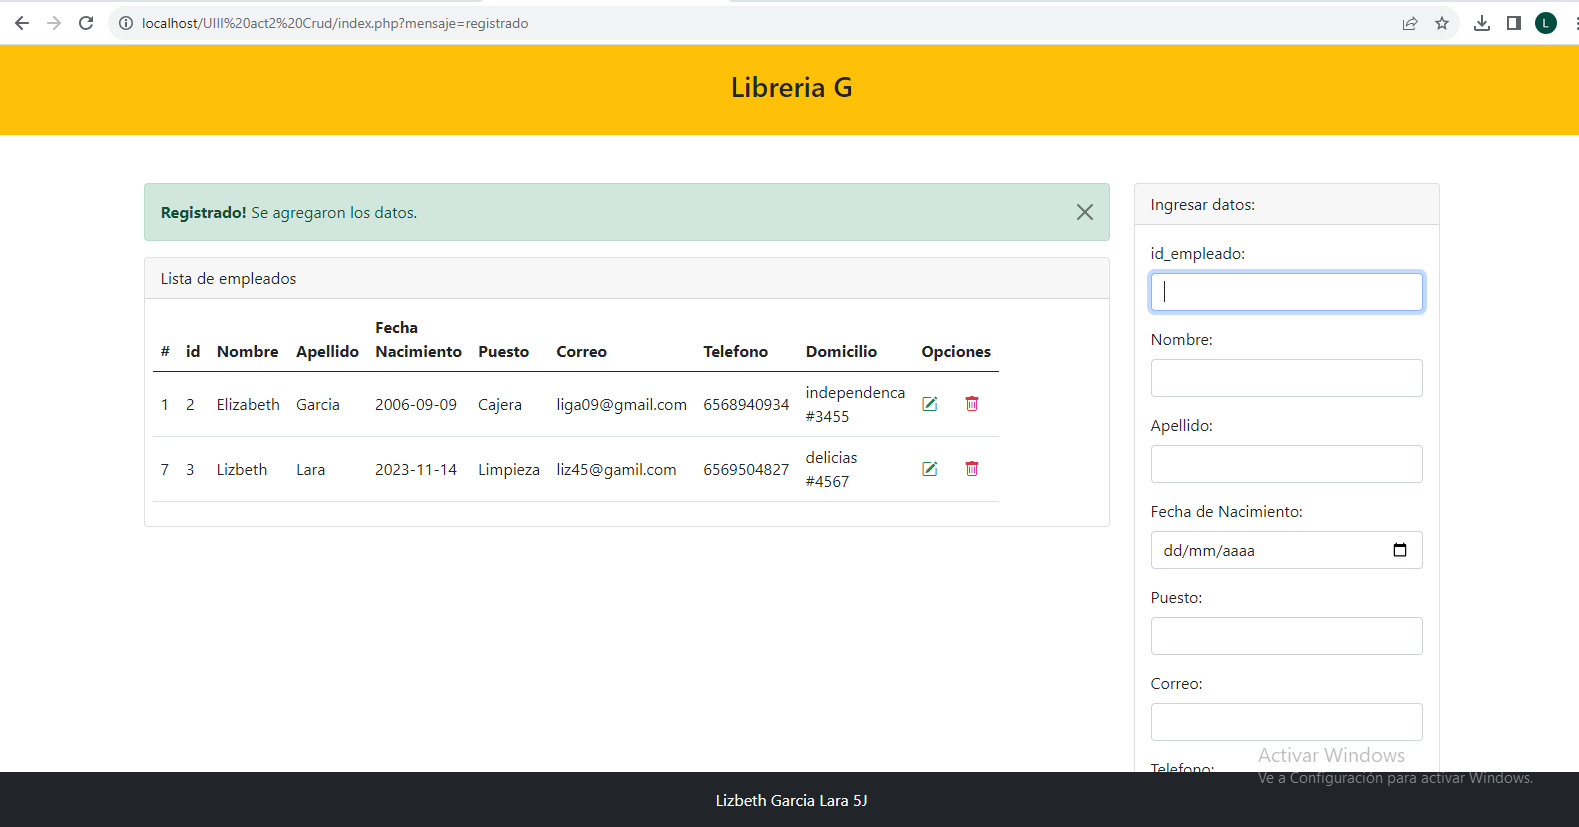 localhost/UIII%20act2%20Crud/index.php?mensaje=registrado
L
Libreria G
Registrado! Se agregaron los datos.
Lista de empleados
# id Nombre Apellido Fecha Nacimiento Puesto Correo Telefono Domicilio Opciones
1 2 Elizabeth Garcia 2006-09-09 Cajera liga09@gmail.com 6568940934 independenca #3455
7 3 Lizbeth Lara 2023-11-14 Limpieza liz45@gamil.com 6569504827 delicias #4567
Ingresar datos:
id_empleado:
Nombre:
Apellido:
Fecha de Nacimiento:
dd/mm/aaaa
Puesto:
Correo:
Telefono:
Activar Windows
Ve a Configuración para activar Windows.
Lizbeth Garcia Lara 5J